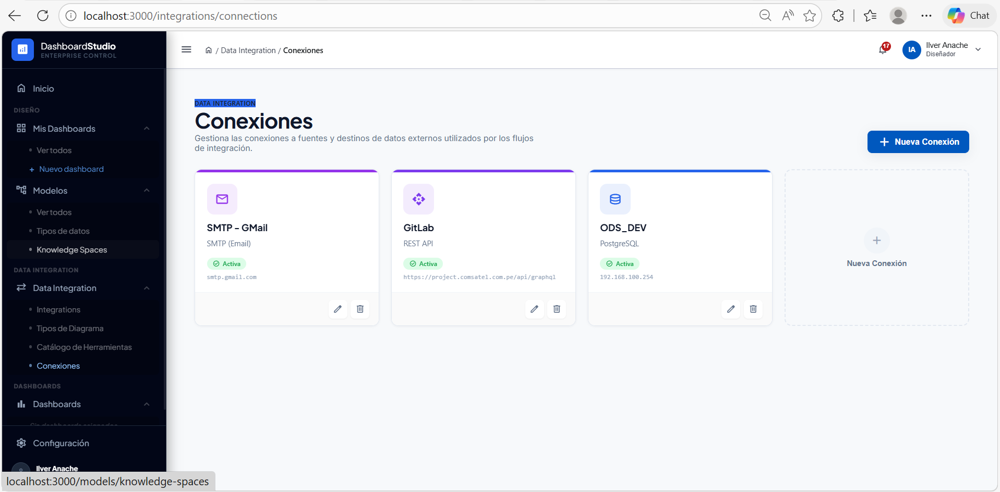 localhost:3000/integrations/connections
Chat
DashboardStudio
ENTERPRISE CONTROL
/ Data Integration / Conexiones
17
IA
Ilver Anache
Diseñador
Inicio
DISEÑO
Mis Dashboards
Ver todos
+ Nuevo dashboard
Modelos
Ver todos
Tipos de datos
Knowledge Spaces
DATA INTEGRATION
Data Integration
Integrations
Tipos de Diagrama
Catálogo de Herramientas
Conexiones
DASHBOARDS
Dashboards
Configuración
Ilver Anache
localhost:3000/models/knowledge-spaces
DATA INTEGRATION
Conexiones
Gestiona las conexiones a fuentes y destinos de datos externos utilizados por los flujos
de integración.
+ Nueva Conexión
SMTP - GMail
SMTP (Email)
Activa
smtp.gmail.com
GitLab
REST API
Activa
https://project.comsatel.com.pe/api/graphql
ODS_DEV
PostgreSQL
Activa
192.168.100.254
+
Nueva Conexión